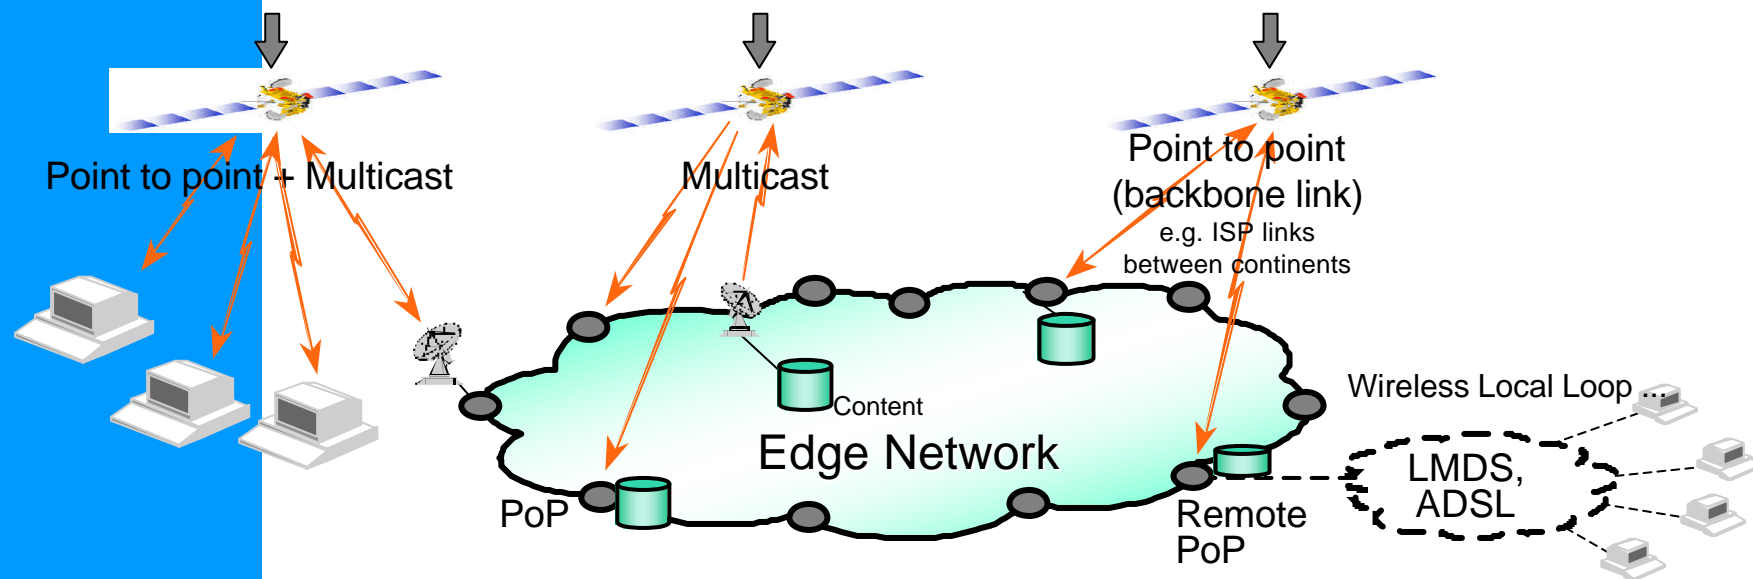 Point to point + Multicast
Multicast
Point to point
(backbone link)
e.g. ISP links
between continents
Content
Edge Network
PoP
Remote
PoP
Wireless Local Loop ...
LMDS,
ADSL